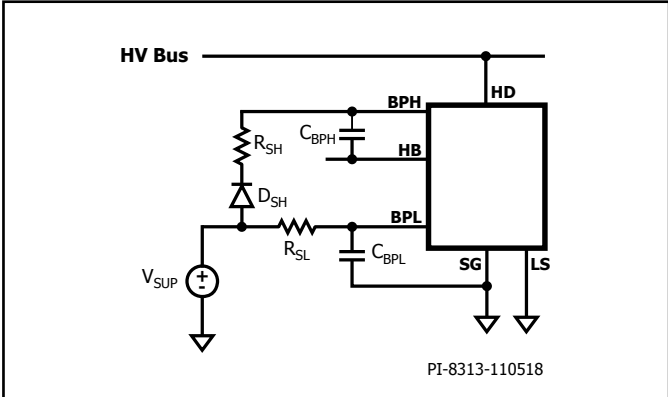 HV Bus
HD
BPH
C_BPH
R_SH
HB
D_SH
BPL
R_SL
C_BPL
V_SUP
+
-
SG
LS
PI-8313-110518